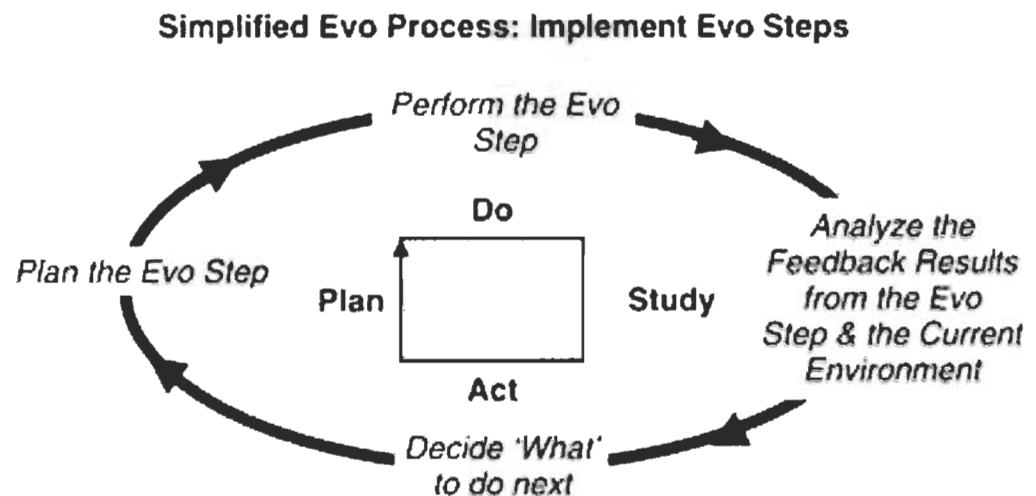 Simplified Evo Process: Implement Evo Steps
Perform the Evo
Step
Do
Analyze the
Feedback Results
from the Evo
Step & the Current
Environment
Plan the Evo Step
Plan
Study
Act
Decide 'What'
to do next